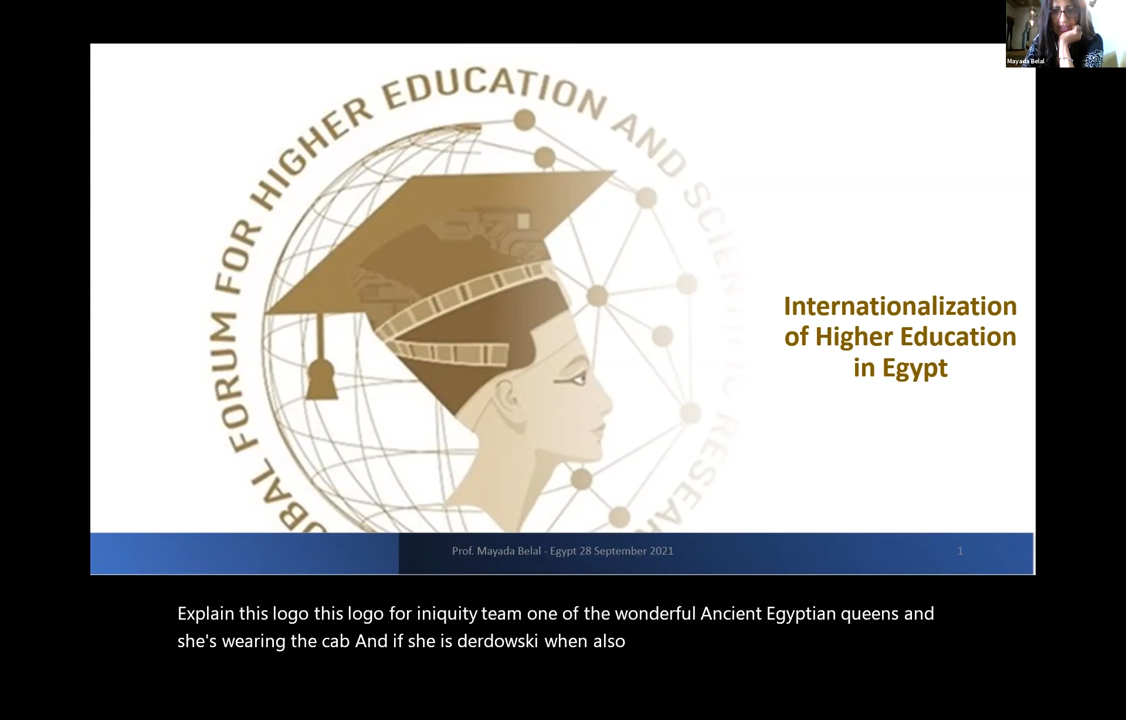 Mayada Belal
GLOBAL FORUM FOR HIGHER EDUCATION AND SCIENTIFIC RESEAR
Internationalization
of Higher Education
in Egypt
Prof. Mayada Belal - Egypt 28 September 2021
1
Explain this logo this logo for iniquity team one of the wonderful Ancient Egyptian queens and
she's wearing the cab And if she is derdowski when also